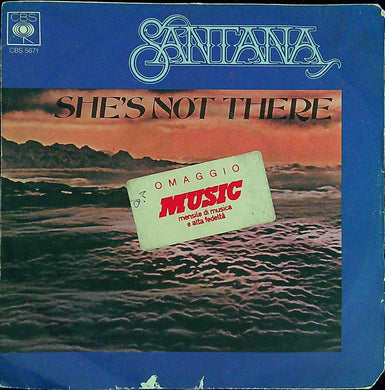 CBS
CBS 5671
SANTANA
SHE'S NOT THERE
OMAGGIO
MUSIC
mensile di musica
e alta fedeltà